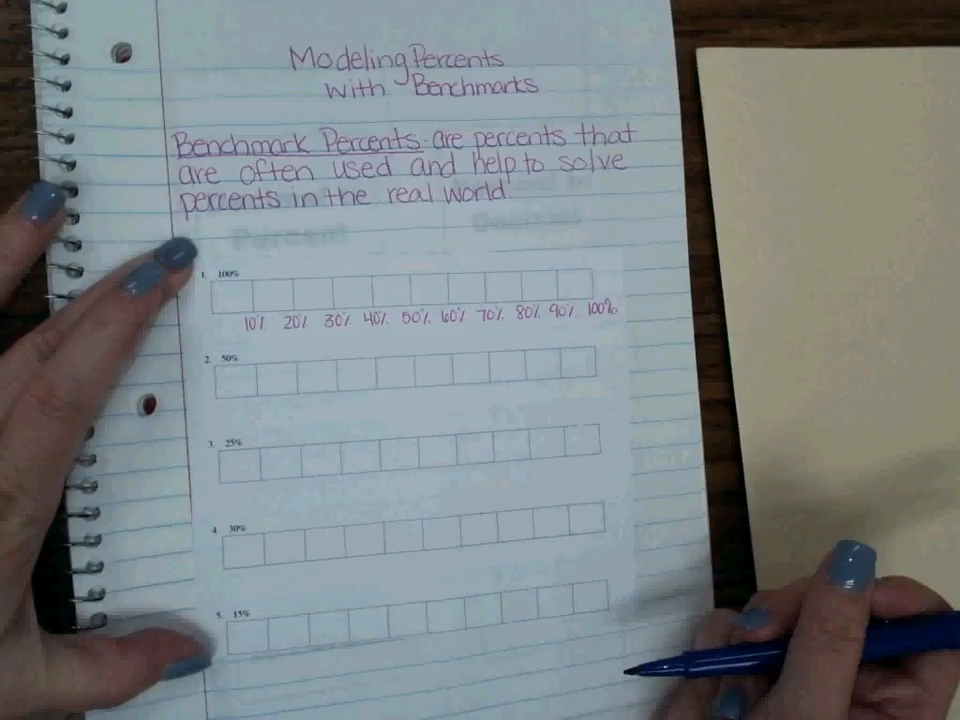 Modeling Percents
With Benchmarks
Benchmark Percents - are percents that
are often used and help to solve
percents in the real world
Percent
1. 100%
10% 20% 30% 40% 50% 60% 70% 80% 90% 100%
2. 50%
3. 25%
4. 30%
5. 15%